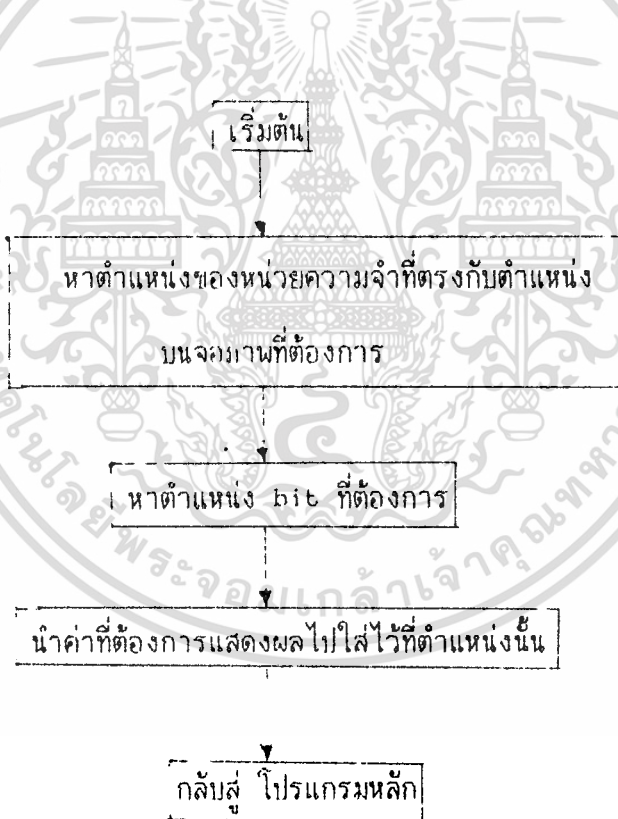 เริ่มต้น
หาตำแหน่งของหน่วยความจำที่ตรงกับตำแหน่ง
บนจอภาพที่ต้องการ
หาตำแหน่ง bit ที่ต้องการ
นำค่าที่ต้องการแสดงผลไปใส่ไว้ที่ตำแหน่งนั้น
กลับสู่ โปรแกรมหลัก